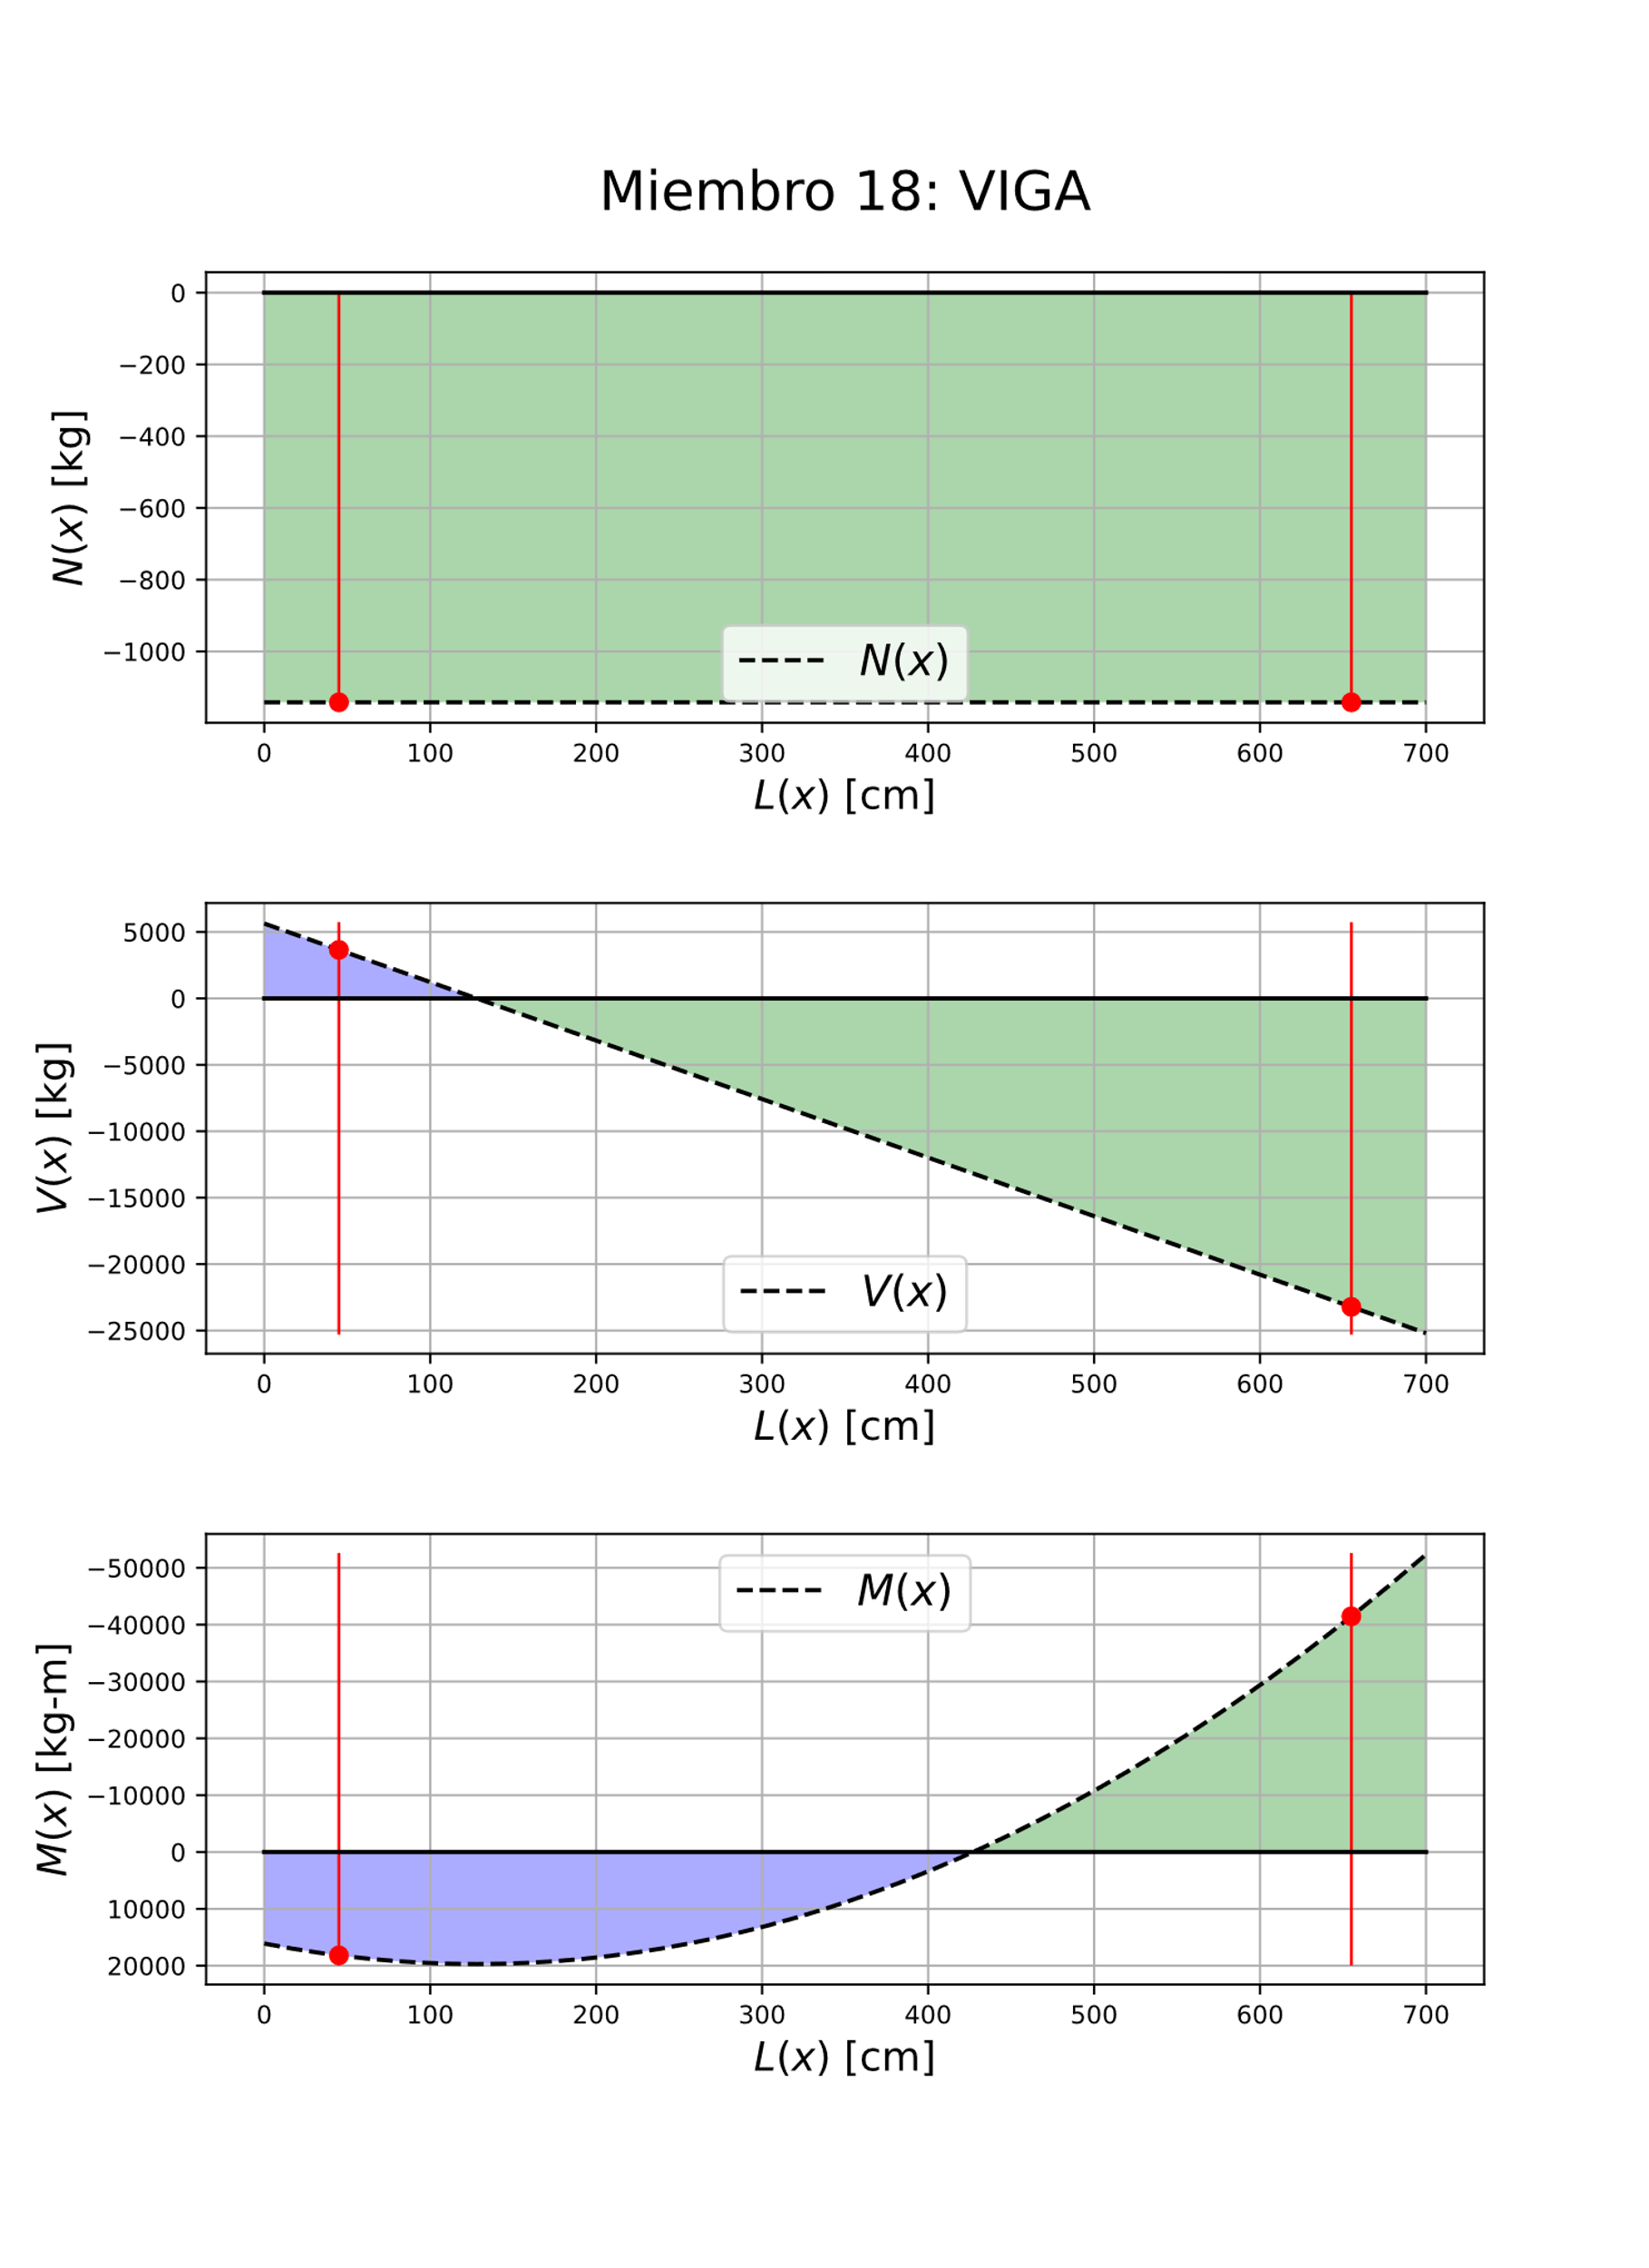 Miembro 18: VIGA
0
−200
−400
−600
−800
−1000
N(x) [kg]
N(x)
0 100 200 300 400 500 600 700
L(x) [cm]
5000
0
−5000
−10000
−15000
−20000
−25000
V(x) [kg]
V(x)
0 100 200 300 400 500 600 700
L(x) [cm]
−50000
−40000
−30000
−20000
−10000
0
10000
20000
M(x) [kg-m]
M(x)
0 100 200 300 400 500 600 700
L(x) [cm]